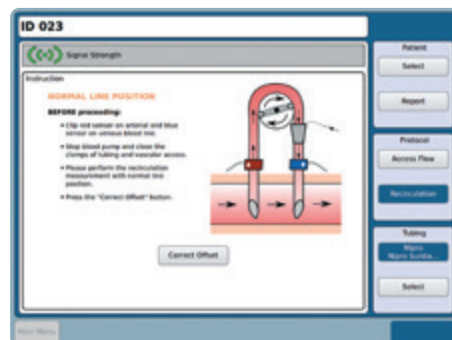 ID 023
Signal Strength
Instruction
NORMAL LINE POSITION
BEFORE proceeding:
• Clip red sensor on arterial and blue
sensor on venous blood line.
• Stop blood pump and close the
clamps of tubing and vascular access.
• Please perform the recirculation
measurement with normal line
position.
• Press the "Correct Offset" button.
Correct Offset
Patient
Select
Report
Protocol
Access Flow
Recirculation
Tubing
Nipro
Nipro
Select
Main Menu